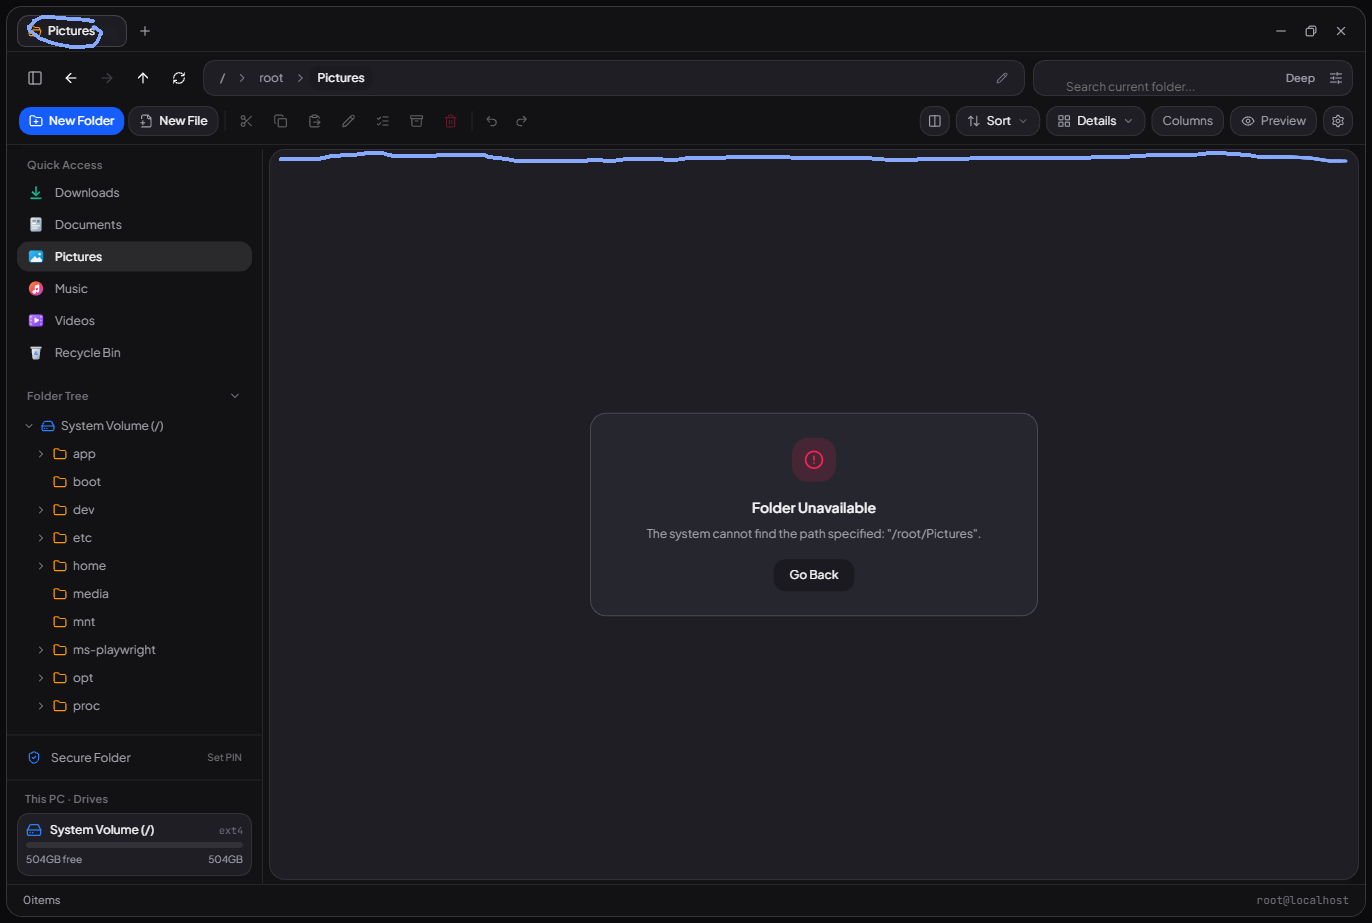 Pictures
/ root Pictures
Search current folder...
Deep
New Folder
New File
Sort
Details
Columns
Preview
Quick Access
Downloads
Documents
Pictures
Music
Videos
Recycle Bin
Folder Tree
System Volume (/)
app
boot
dev
etc
home
media
mnt
ms-playwright
opt
proc
Secure Folder Set PIN
This PC · Drives
System Volume (/) ext4
504GB free 504GB
Folder Unavailable
The system cannot find the path specified: "/root/Pictures".
Go Back
0items
root@localhost